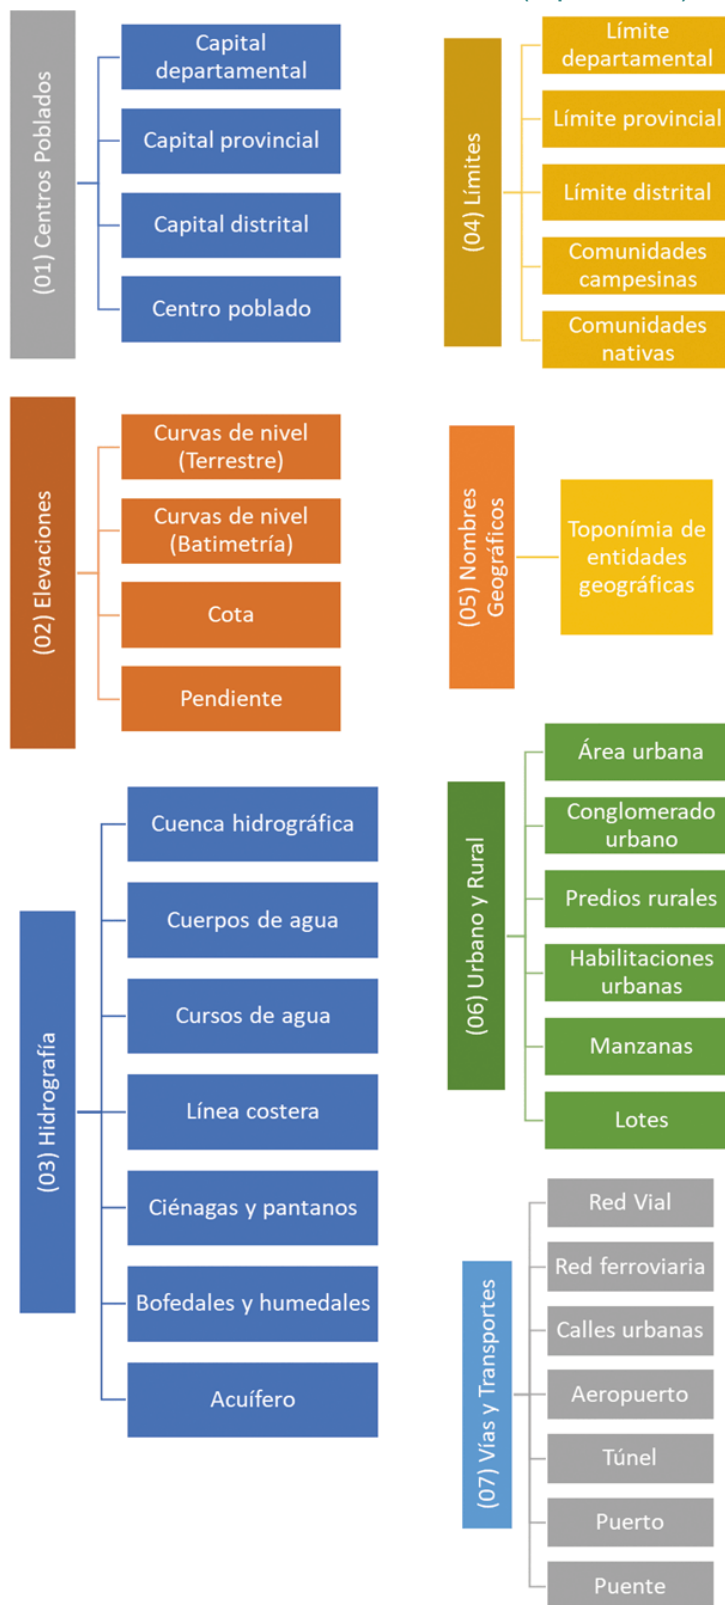 (01) Centros Poblados
Capital
departamental
Capital provincial
Capital distrital
Centro poblado
(02) Elevaciones
Curvas de nivel
(Terrestre)
Curvas de nivel
(Batimetría)
Cota
Pendiente
(03) Hidrografía
Cuenca hidrográfica
Cuerpos de agua
Cursos de agua
Línea costera
Ciénagas y pantanos
Bofedales y humedales
Acuífero
(04) Límites
Límite
departamental
Límite provincial
Límite distrital
Comunidades
campesinas
Comunidades
nativas
(05) Nombres
Geográficos
Toponímia de
entidades
geográficas
(06) Urbano y Rural
Área urbana
Conglomerado
urbano
Predios rurales
Habilitaciones
urbanas
Manzanas
Lotes
(07) Vías y Transportes
Red Vial
Red ferroviaria
Calles urbanas
Aeropuerto
Túnel
Puerto
Puente